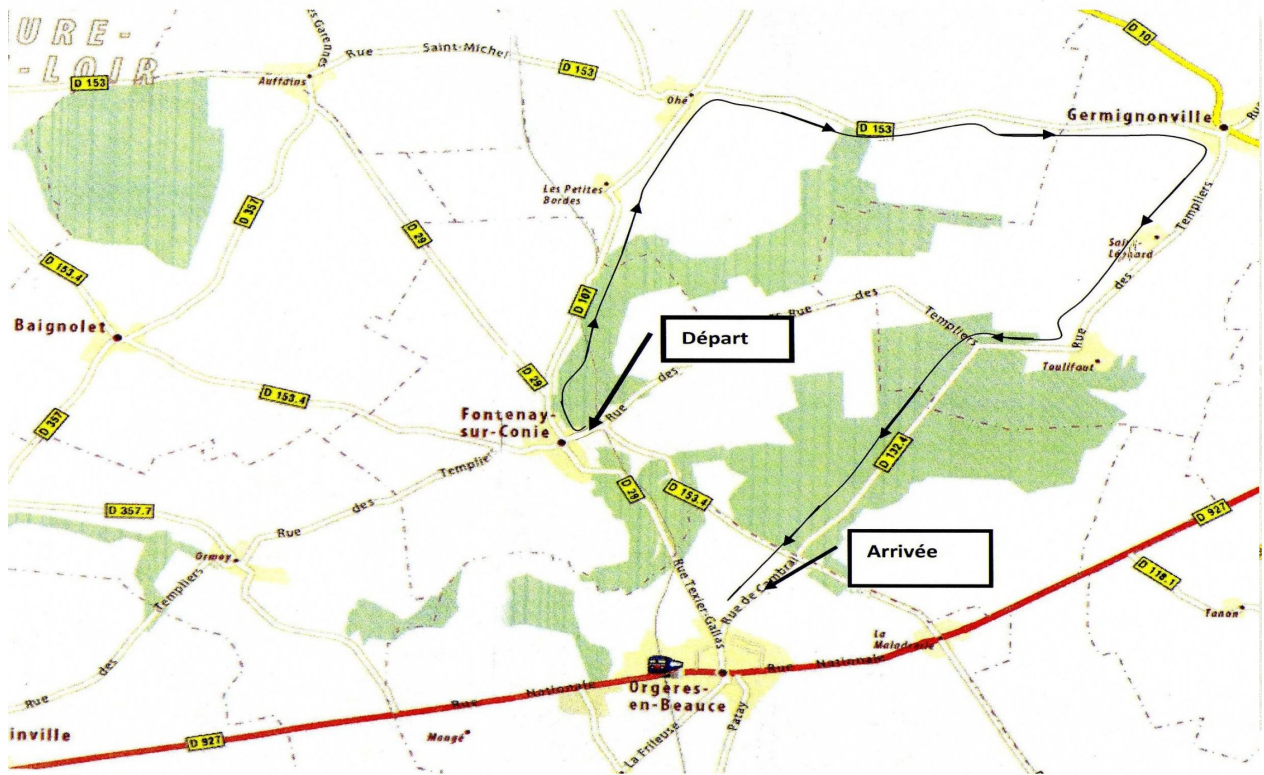 URE-
-LOIR
D 153
Auffains
Rue
Saint-Michel
D 153
D 10
Ohé
D 153
Germignonville
Rue
Les Petites
Bordes
Templiers
des
D 29
D 357
D 153.4
Baignolet
D 107
Rue des
Templiers
Rue
Toulifaut
Départ
D 357
D 153.4
D 29
Fontenay-
sur-Conie
Rue des
D 132.4
D 29
D 153.4
D 927
D 357.7
Ormoy
Rue des
Rue des Templiers
Arrivée
Rue de Cambrai
Rue Texier-Gallas
D 118.1
Tanon
La
Maladrerie
Rue Nationale
Rue Nationale
Orgères-
en-Beauce
Patay
La Frileuse
inville
D 927
Mangé